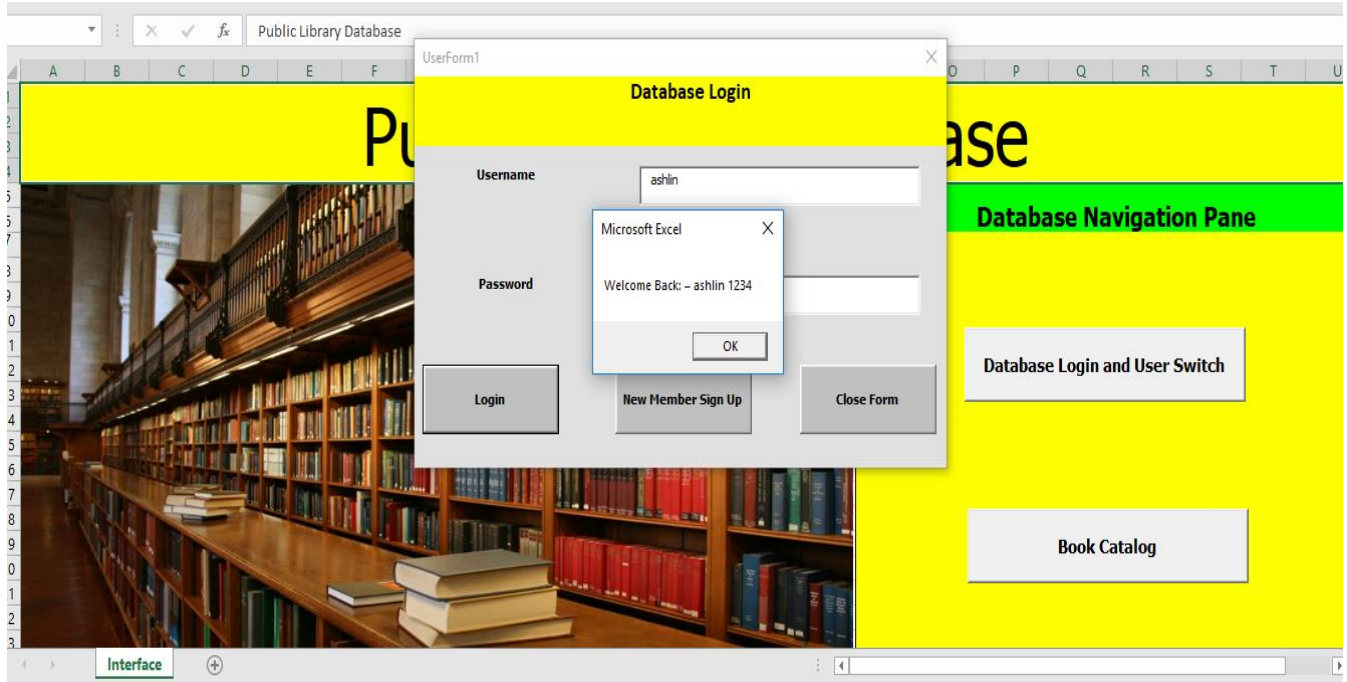 fx Public Library Database
UserForm1
A B C D E F O P Q R S T U
Database Login
Pu ase
Username ashlin
Database Navigation Pane
Microsoft Excel
Password
Welcome Back: – ashlin 1234
OK
Database Login and User Switch
Login New Member Sign Up Close Form
Book Catalog
Interface